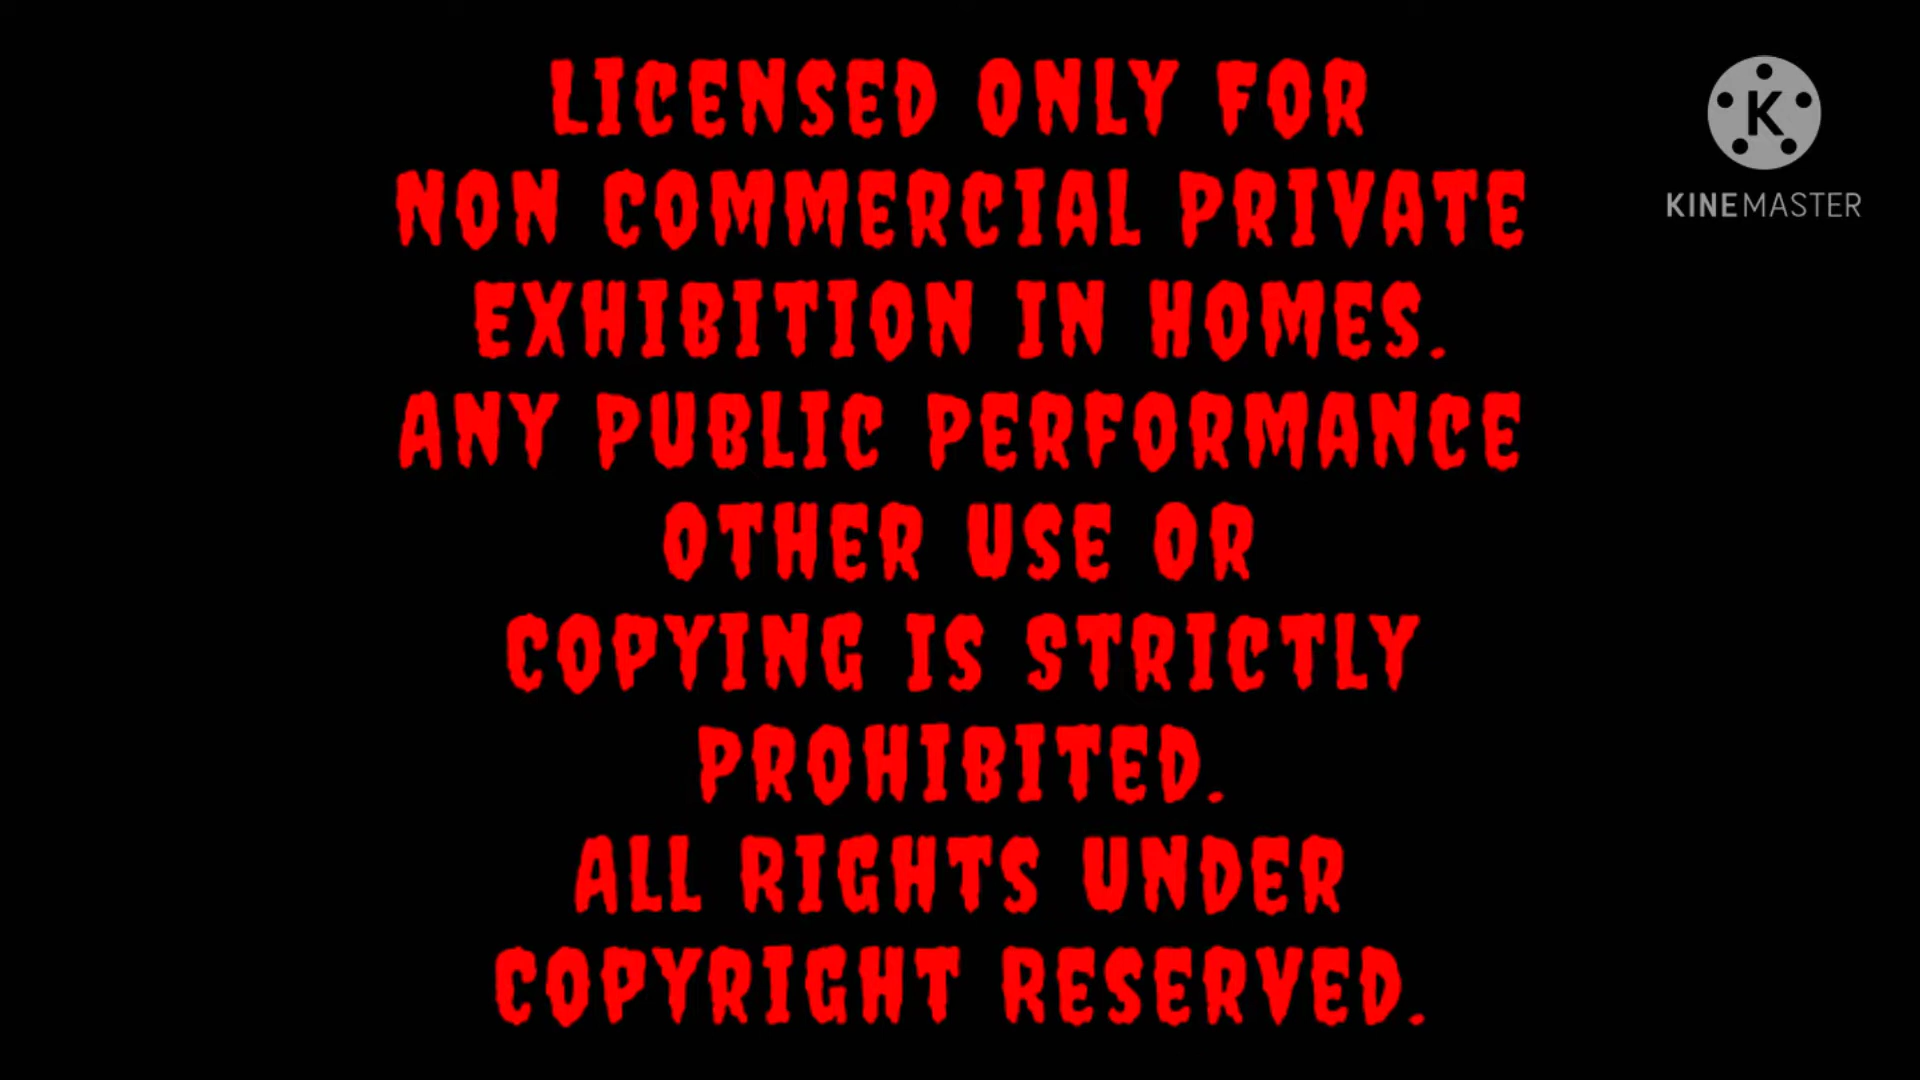 LICENSED ONLY FOR
NON COMMERCIAL PRIVATE
EXHIBITION IN HOMES.
ANY PUBLIC PERFORMANCE
OTHER USE OR
COPYING IS STRICTLY
PROHIBITED.
ALL RIGHTS UNDER
COPYRIGHT RESERVED.
K
KINEMASTER